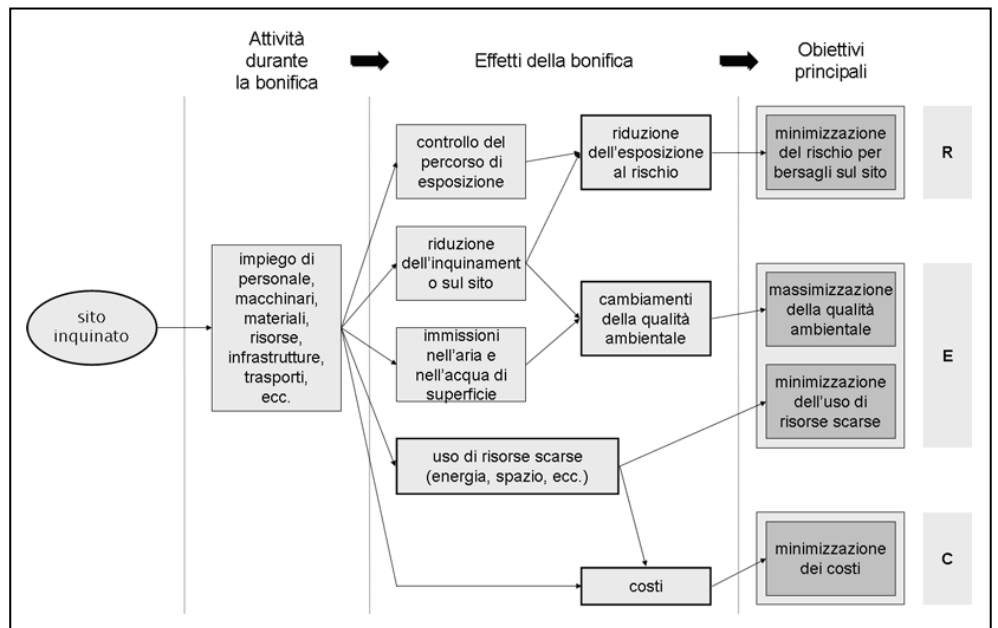 Attività
durante
la bonifica
Effetti della bonifica
Obiettivi
principali
sito
inquinato
impiego di
personale,
macchinari,
materiali,
risorse,
infrastrutture,
trasporti,
ecc.
controllo del
percorso di
esposizione
riduzione
dell'inquinament
o sul sito
immissioni
nell'aria e
nell'acqua di
superficie
uso di risorse scarse
(energia, spazio, ecc.)
riduzione
dell'esposizione
al rischio
cambiamenti
della qualità
ambientale
costi
minimizzazione
del rischio per
bersagli sul sito
R
massimizzazione
della qualità
ambientale
minimizzazione
dell'uso di
risorse scarse
E
minimizzazione
dei costi
C